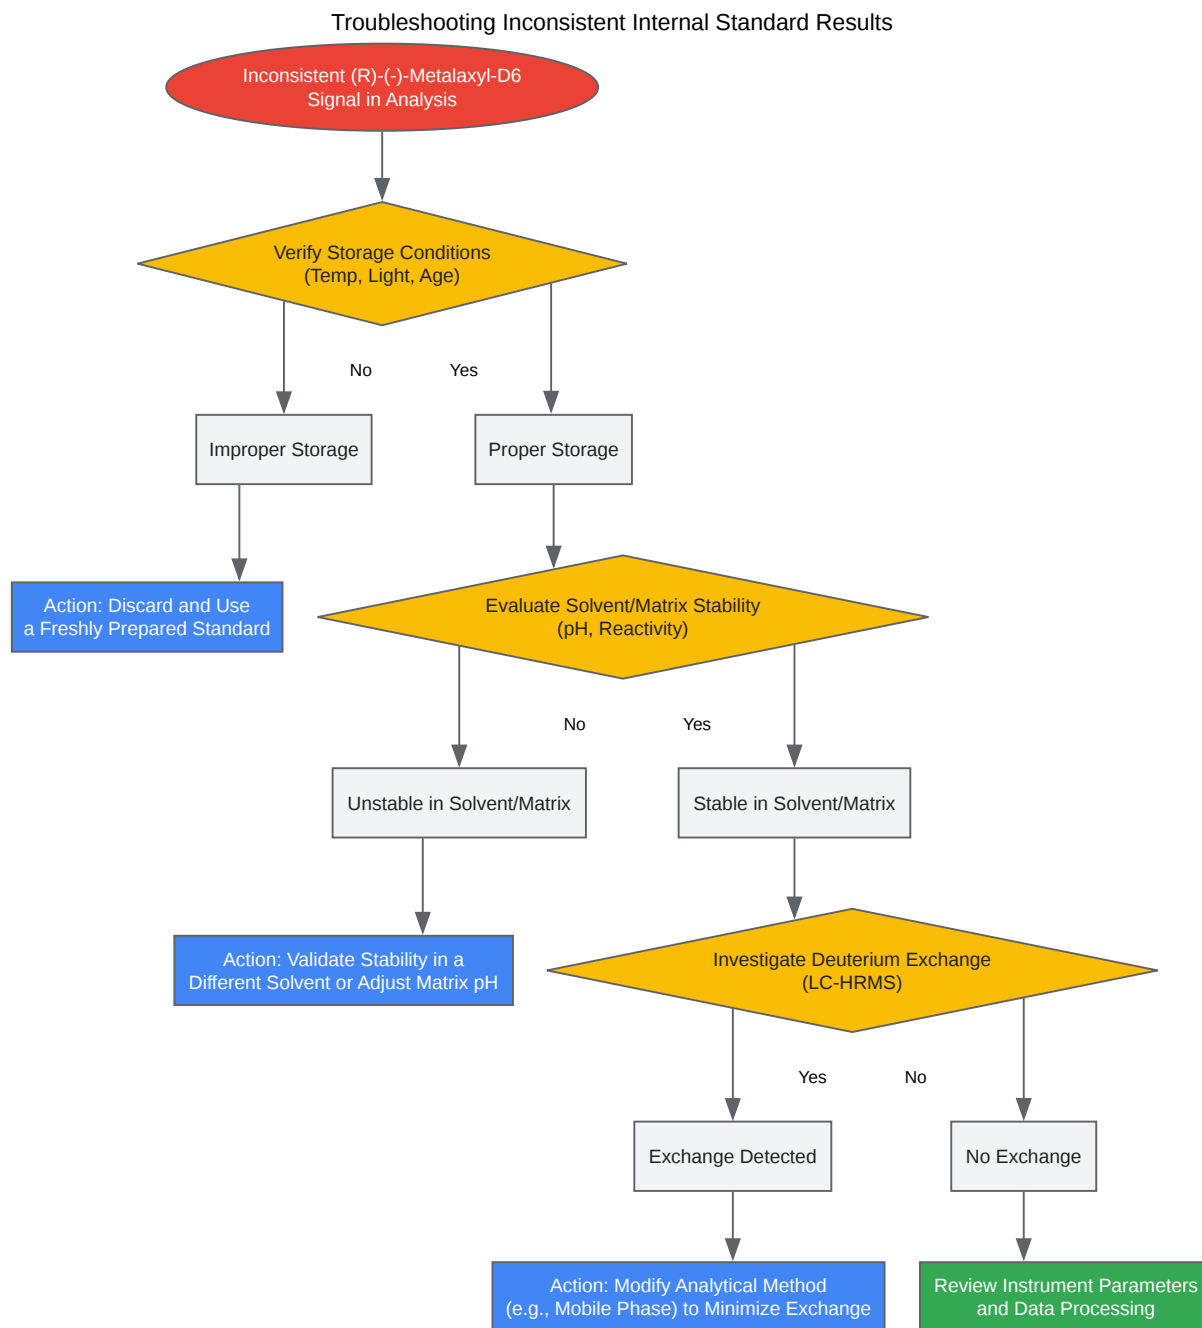 Troubleshooting Inconsistent Internal Standard Results
Inconsistent (R)-(-)-Metalaxyl-D6
Signal in Analysis
Verify Storage Conditions
(Temp, Light, Age)
No
Yes
Improper Storage
Proper Storage
Action: Discard and Use
a Freshly Prepared Standard
Evaluate Solvent/Matrix Stability
(pH, Reactivity)
No
Yes
Unstable in Solvent/Matrix
Stable in Solvent/Matrix
Action: Validate Stability in a
Different Solvent or Adjust Matrix pH
Investigate Deuterium Exchange
(LC-HRMS)
Yes
No
Exchange Detected
No Exchange
Action: Modify Analytical Method
(e.g., Mobile Phase) to Minimize Exchange
Review Instrument Parameters
and Data Processing